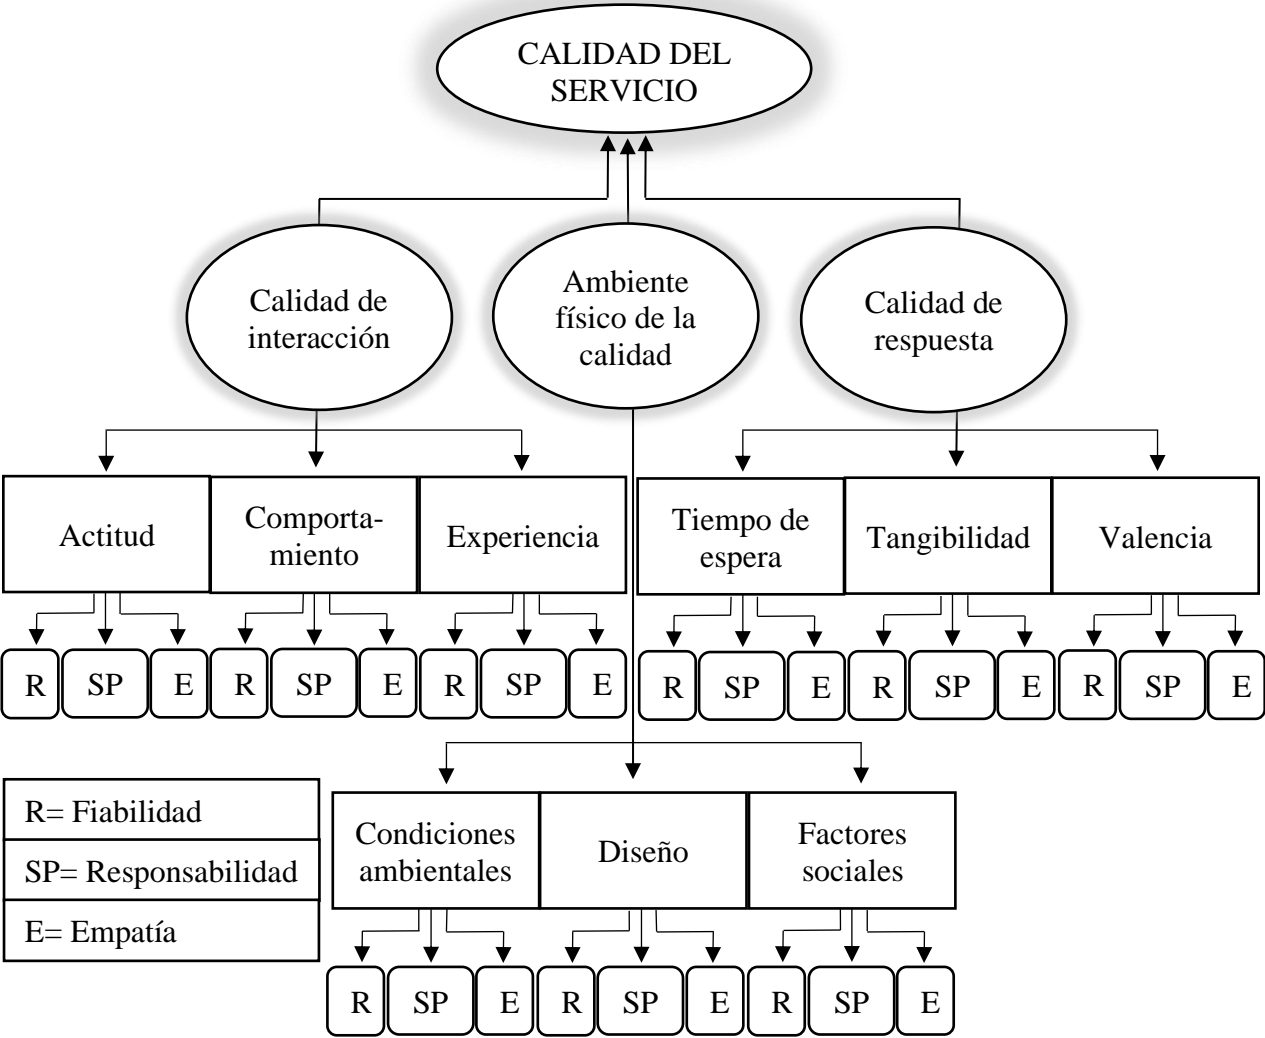 CALIDAD DEL
SERVICIO
Calidad de
interacción
Ambiente
físico de la
calidad
Calidad de
respuesta
Actitud
Comporta-
miento
Experiencia
Tiempo de
espera
Tangibilidad
Valencia
R SP E R SP E R SP E R SP E R SP E R SP E
R= Fiabilidad
SP= Responsabilidad
E= Empatía
Condiciones
ambientales
Diseño
Factores
sociales
R SP E R SP E R SP E